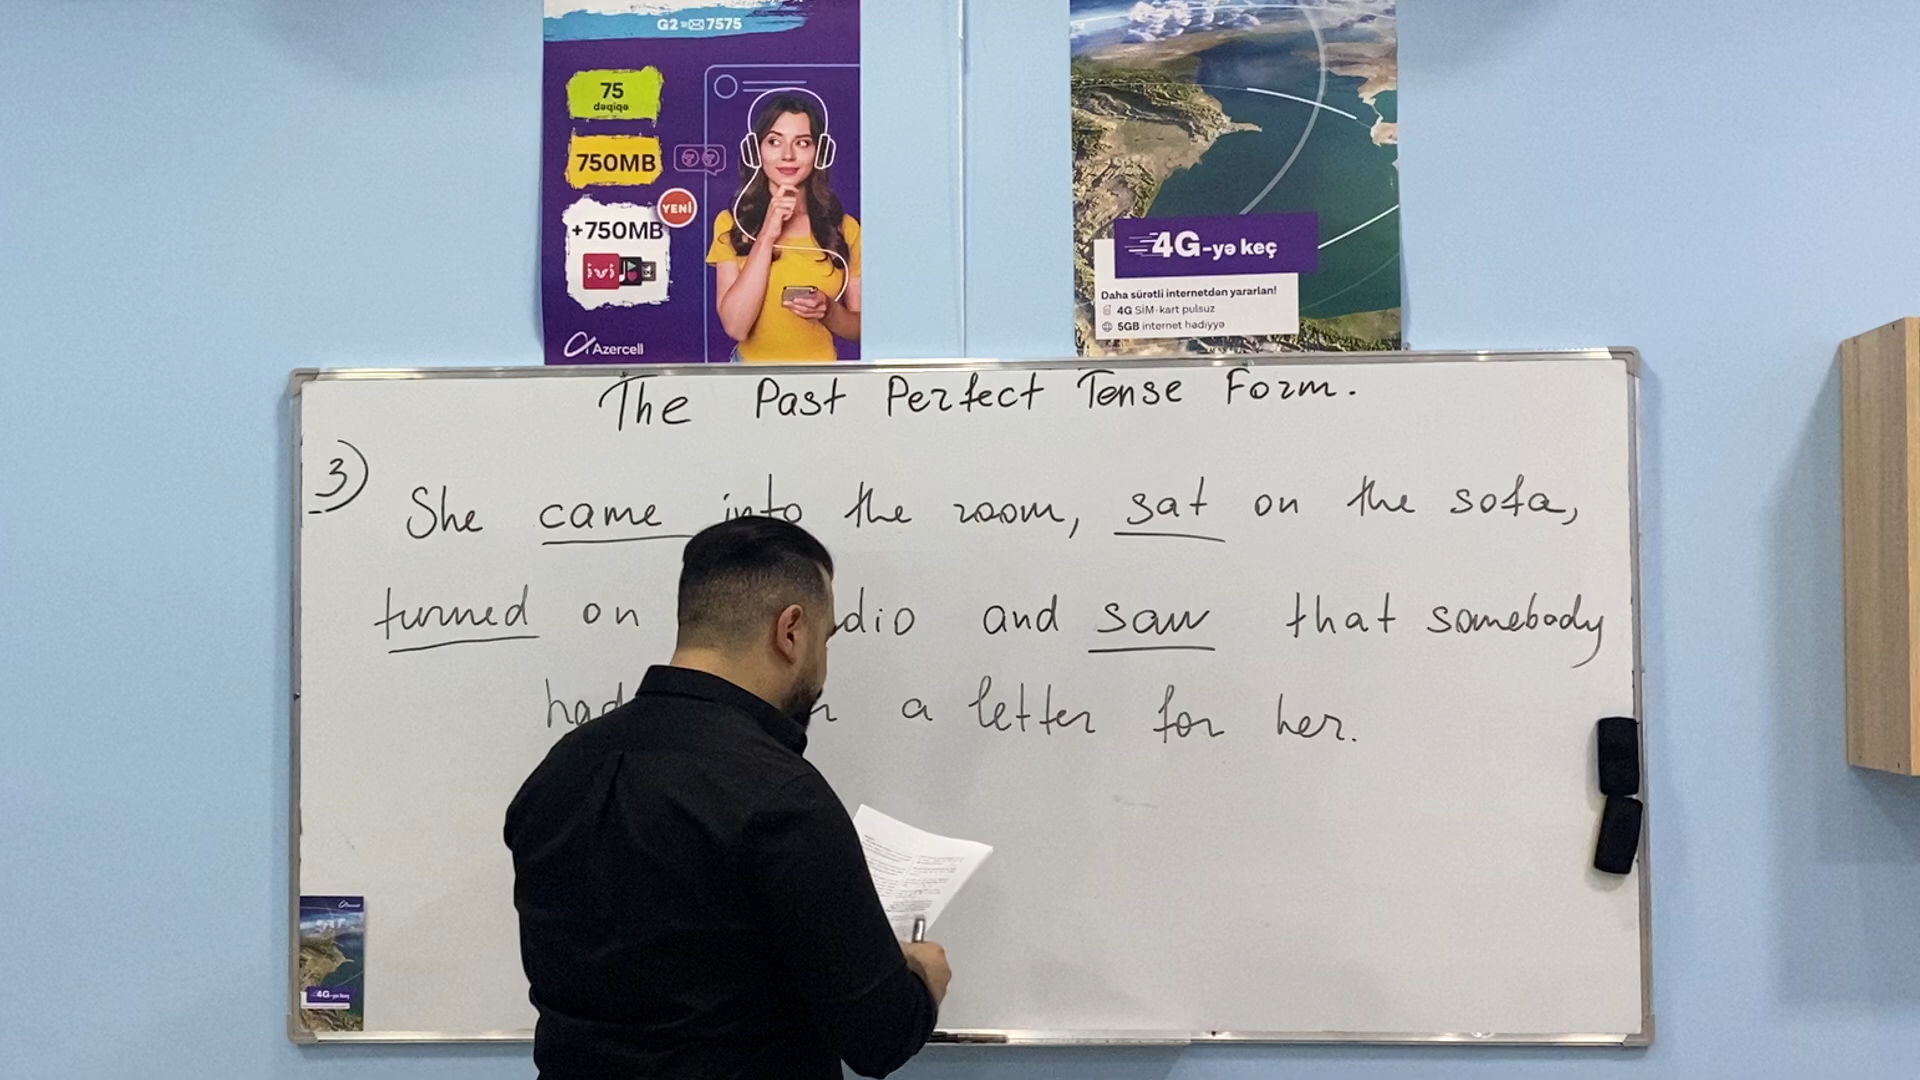 G2 = 7575
75
dəqiqə
750MB
YENİ
+750MB
ivi
Azercell
4G-yə keç
Daha sürətli internetdən yararlan!
4G SİM-kart pulsuz
5GB internet hədiyyə
The Past Perfect Tense Form.
3)
She came into the room, sat on the sofa,
turned on and saw that somebody
a letter for her.
4G-yə keç